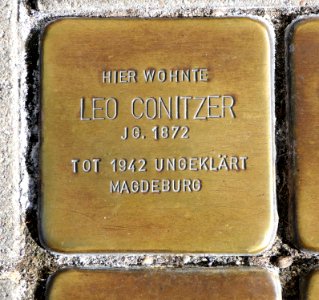 HIER WOHNTE
LEO CONITZER
JG. 1872
TOT 1942 UNGEKLÄRT
MAGDEBURG